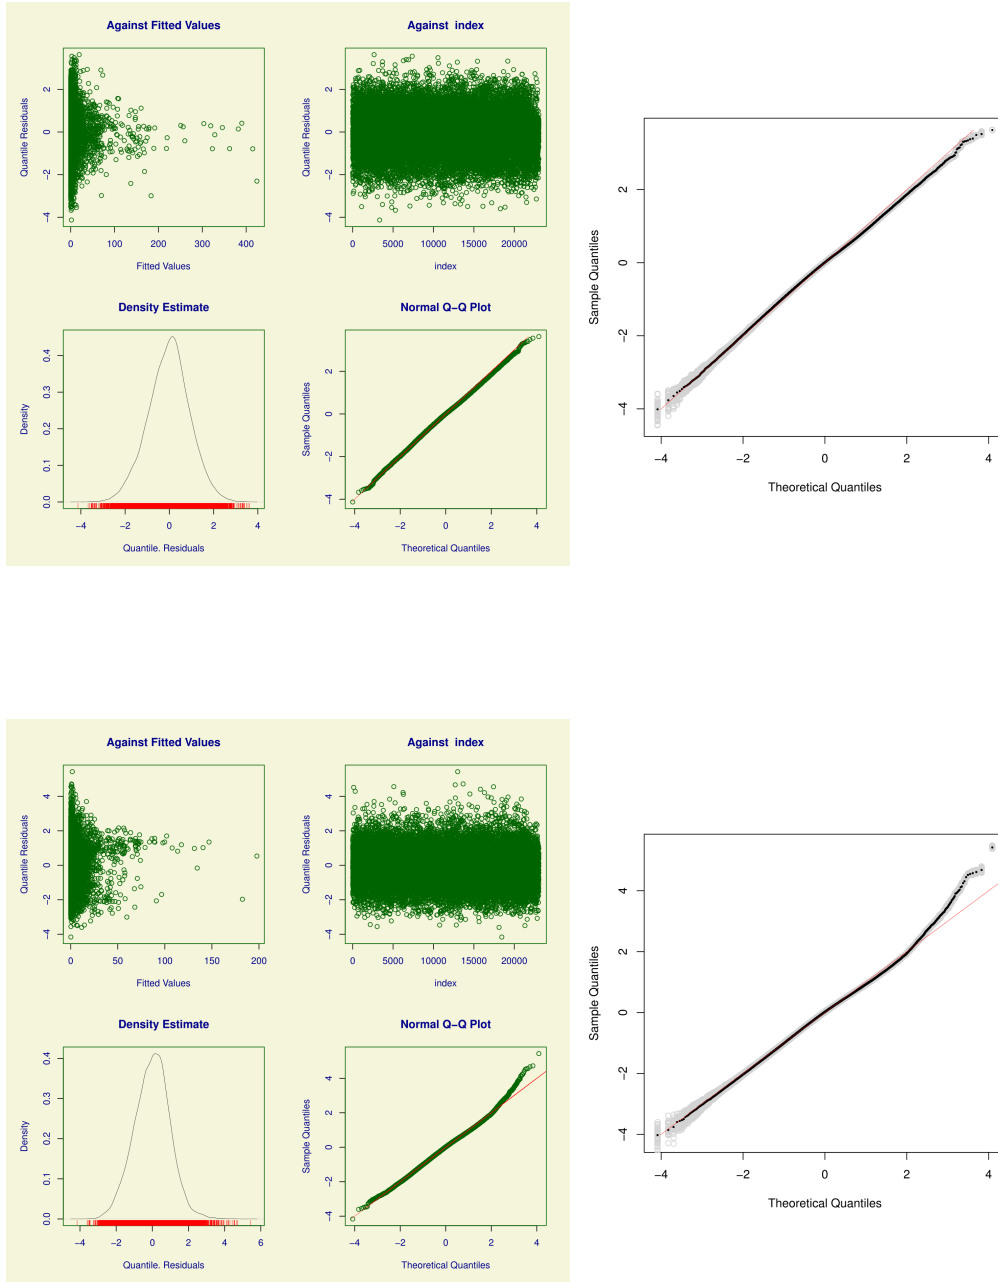 Against Fitted Values
Against index
Quantile Residuals
−4 −2 0 2
0 100 200 300 400
Fitted Values
Quantile Residuals
−4 −2 0 2
0 5000 10000 15000 20000
index
Density Estimate
Normal Q−Q Plot
Density
0.0 0.1 0.2 0.3 0.4
−4 −2 0 2 4
Quantile. Residuals
Sample Quantiles
−4 −2 0 2
−4 −2 0 2 4
Theoretical Quantiles
Sample Quantiles
−4 −2 0 2
−4 −2 0 2 4
Theoretical Quantiles
Against Fitted Values
Against index
Quantile Residuals
−4 −2 0 2 4
0 50 100 150 200
Fitted Values
Quantile Residuals
−4 −2 0 2 4
0 5000 10000 15000 20000
index
Density Estimate
Normal Q−Q Plot
Density
0.0 0.1 0.2 0.3 0.4
−4 −2 0 2 4 6
Quantile. Residuals
Sample Quantiles
−4 −2 0 2 4
−4 −2 0 2 4
Theoretical Quantiles
Sample Quantiles
−4 −2 0 2 4
−4 −2 0 2 4
Theoretical Quantiles